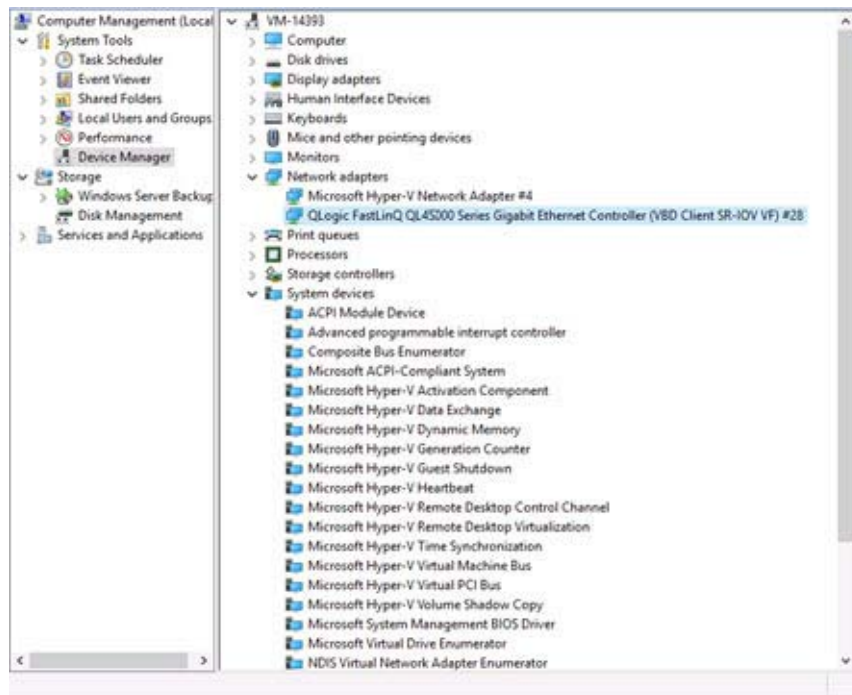 Computer Management (Local
System Tools
Task Scheduler
Event Viewer
Shared Folders
Local Users and Groups
Performance
Device Manager
Storage
Windows Server Backup
Disk Management
Services and Applications
VM-14393
Computer
Disk drives
Display adapters
Human Interface Devices
Keyboards
Mice and other pointing devices
Monitors
Network adapters
Microsoft Hyper-V Network Adapter #4
QLogic FastLinQ QL45000 Series Gigabit Ethernet Controller (VBD Client SR-IOV VF) #28
Print queues
Processors
Storage controllers
System devices
ACPI Module Device
Advanced programmable interrupt controller
Composite Bus Enumerator
Microsoft ACPI-Compliant System
Microsoft Hyper-V Activation Component
Microsoft Hyper-V Data Exchange
Microsoft Hyper-V Dynamic Memory
Microsoft Hyper-V Generation Counter
Microsoft Hyper-V Guest Shutdown
Microsoft Hyper-V Heartbeat
Microsoft Hyper-V Remote Desktop Control Channel
Microsoft Hyper-V Remote Desktop Virtualization
Microsoft Hyper-V Time Synchronization
Microsoft Hyper-V Virtual Machine Bus
Microsoft Hyper-V Virtual PCI Bus
Microsoft Hyper-V Volume Shadow Copy
Microsoft System Management BIOS Driver
Microsoft Virtual Drive Enumerator
NDIS Virtual Network Adapter Enumerator